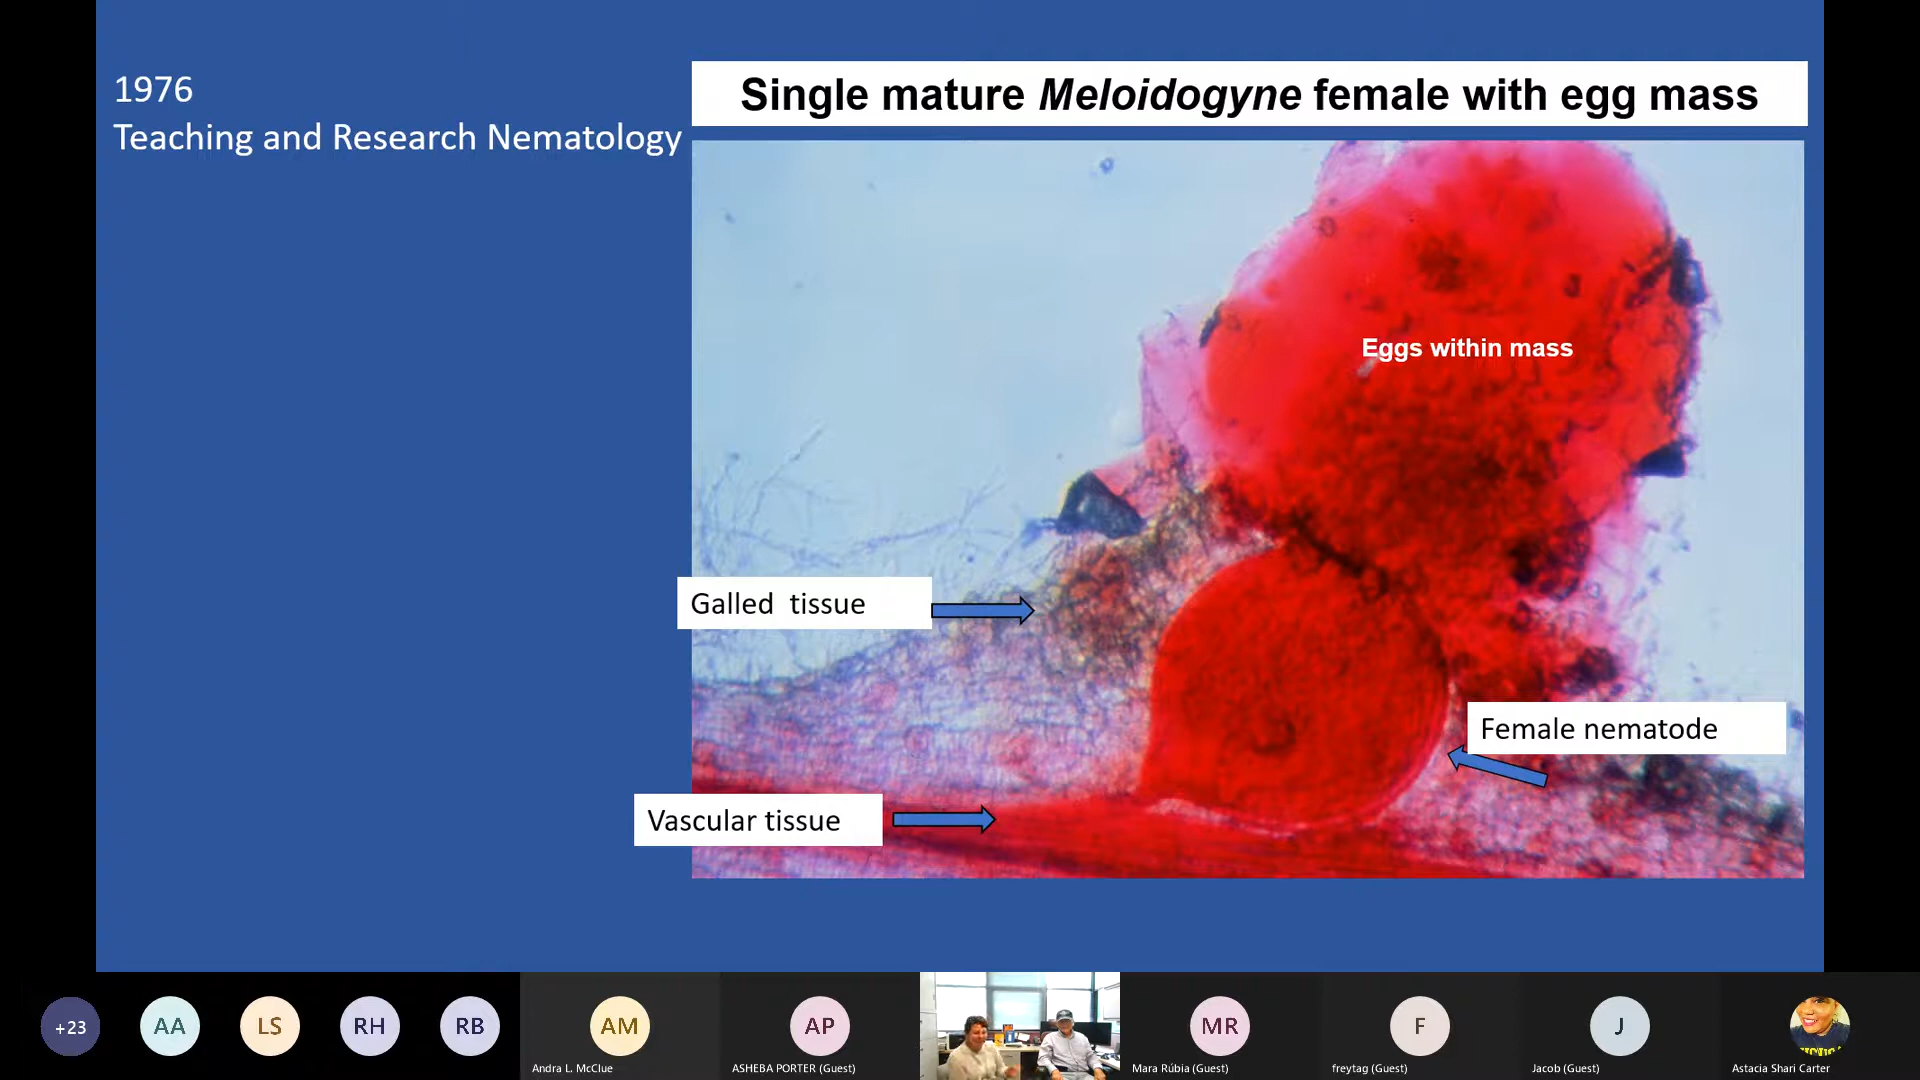 1976
Teaching and Research Nematology
Single mature Meloidogyne female with egg mass
Eggs within mass
Galled tissue
Female nematode
Vascular tissue
+23
AA
LS
RH
RB
AM
AP
MR
F
J
Andra L. McClue
ASHEBA PORTER (Guest)
Mara Rúbia (Guest)
freytag (Guest)
Jacob (Guest)
Astacia Shari Carter